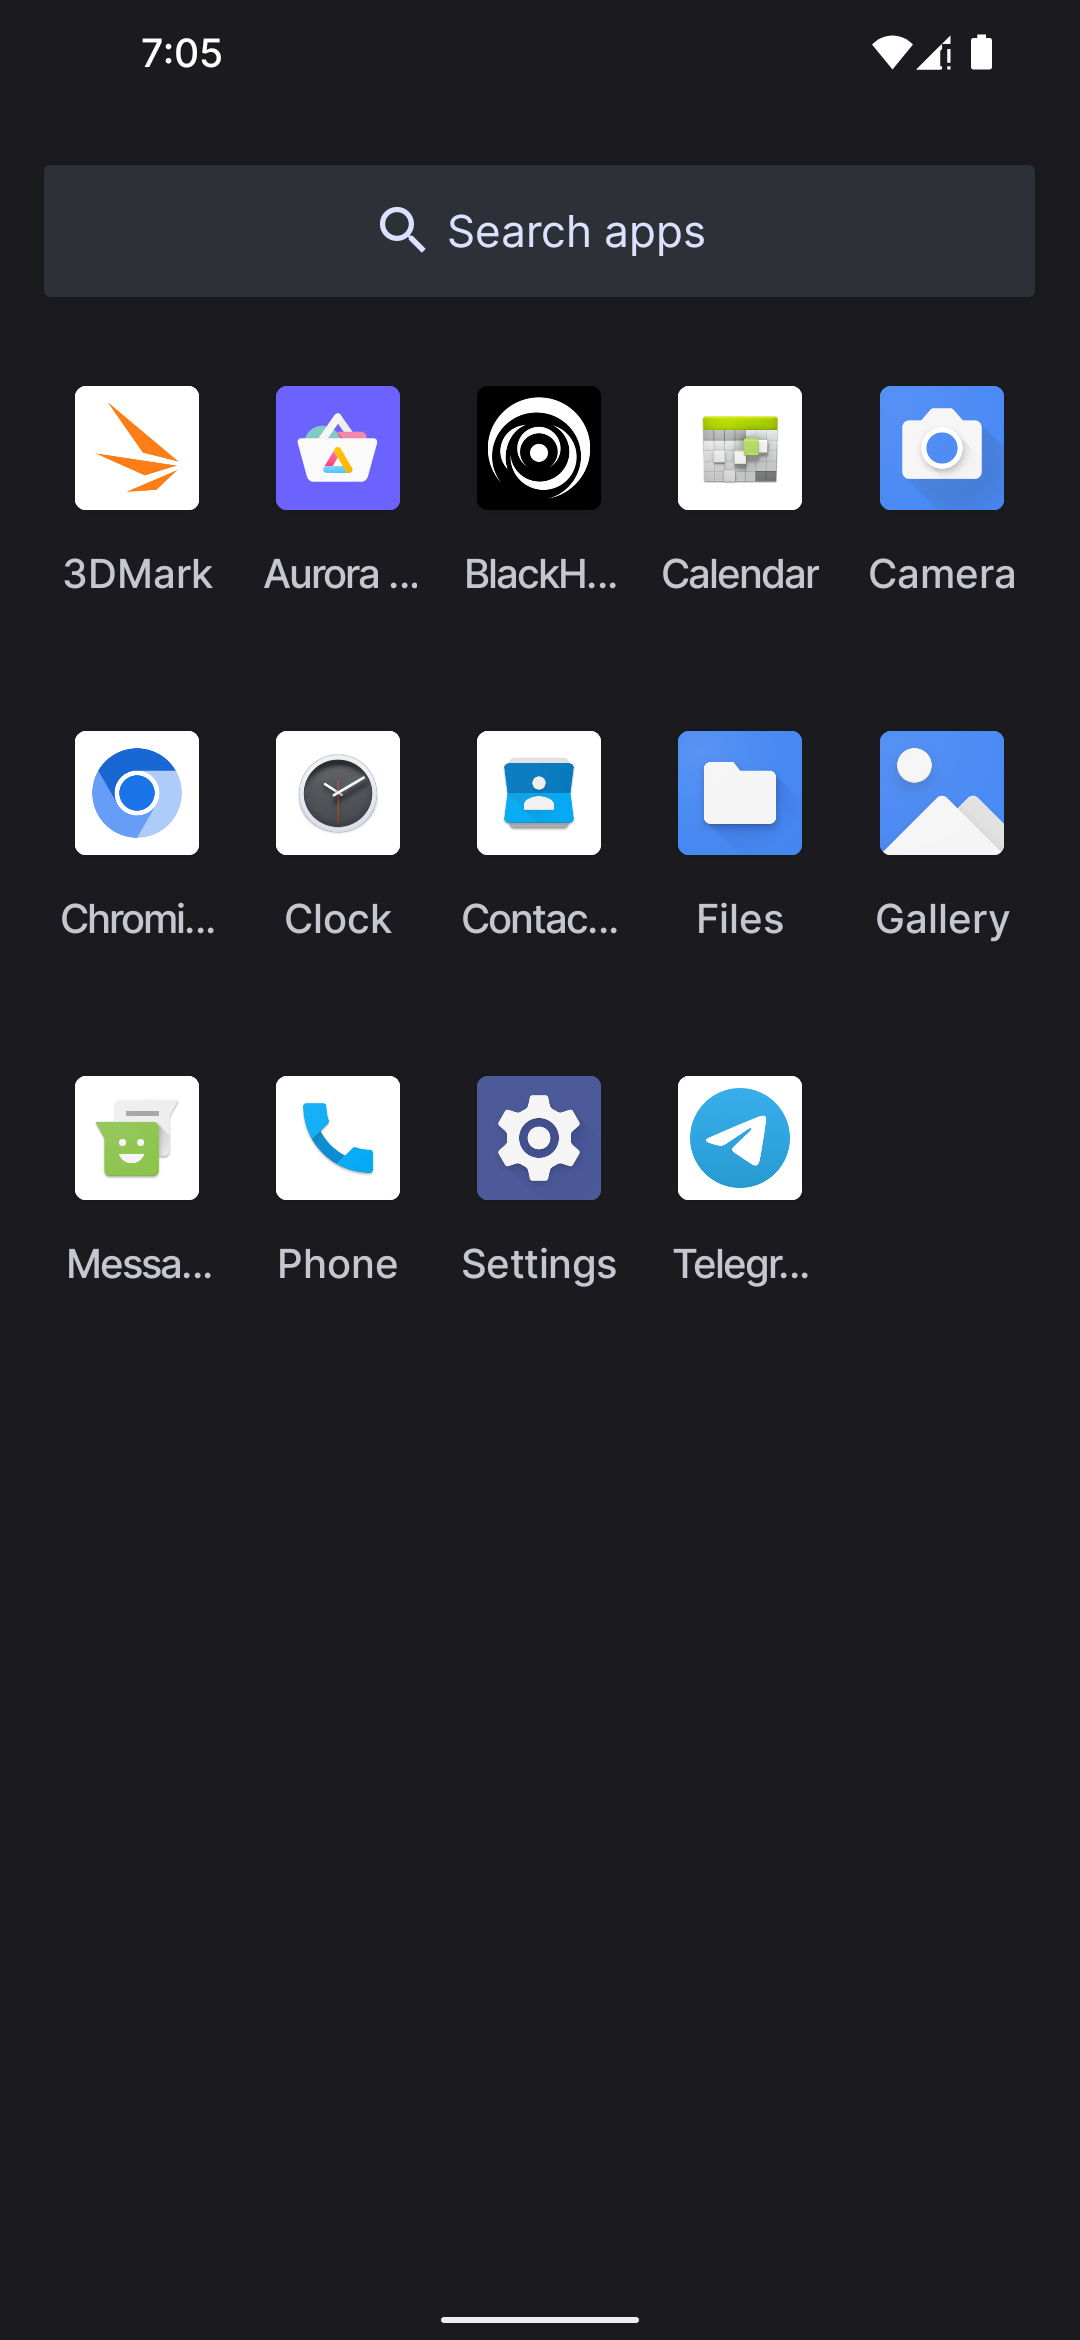 7:05
Search apps
3DMark Aurora ... BlackH... Calendar Camera
Chromi... Clock Contac... Files Gallery
Messa... Phone Settings Telegr...